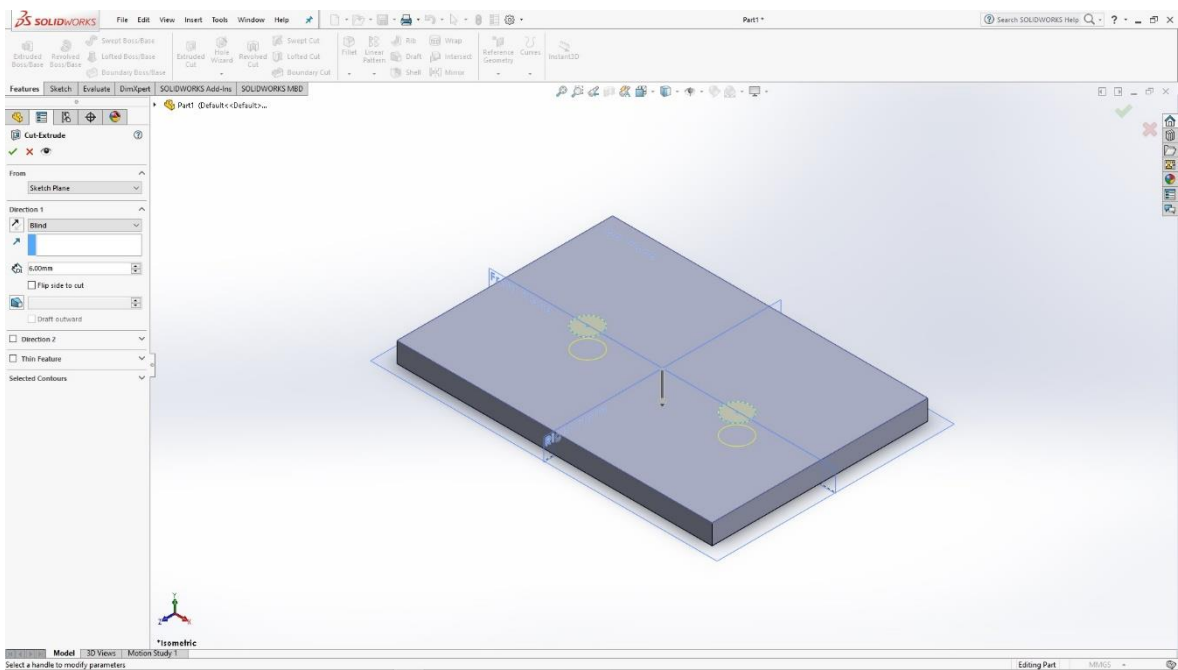 SOLIDWORKS File Edit View Insert Tools Window Help Part1 * Search SOLIDWORKS Help
Extruded Boss/Base
Revolved Boss/Base
Swept Boss/Base
Lofted Boss/Base
Boundary Boss/Base
Extruded Cut
Hole Wizard
Revolved Cut
Swept Cut
Lofted Cut
Boundary Cut
Fillet
Linear Pattern
Rib
Draft
Shell
Wrap
Intersect
Mirror
Reference Geometry
Curves
Instant3D
Features Sketch Evaluate DimXpert SOLIDWORKS Add-Ins SOLIDWORKS MBD
Part1 (Default<<Default>...
Cut-Extrude
From
Sketch Plane
Direction 1
Blind
6.00mm
Flip side to cut
Draft outward
Direction 2
Thin Feature
Selected Contours
Y
Z
X
*Isometric
Model 3D Views Motion Study 1
Select a handle to modify parameters Editing Part MMGS